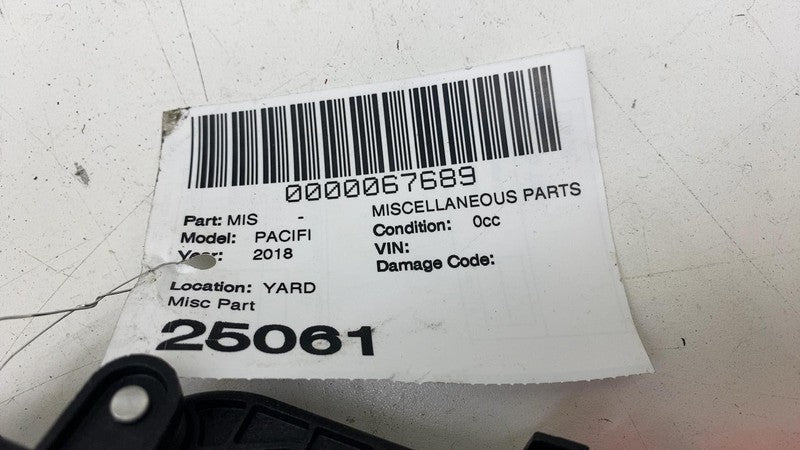 0000067689
Part: MIS - MISCELLANEOUS PARTS
Model: PACIFI Condition: 0cc
Year: 2018 VIN:
Damage Code:
Location: YARD
Misc Part
25061